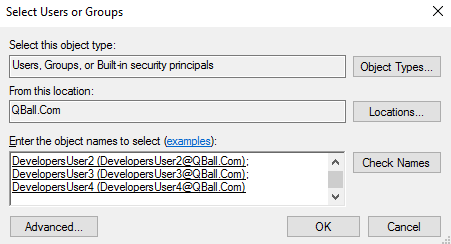 Select Users or Groups
Select this object type:
Users, Groups, or Built-in security principals
Object Types...
From this location:
QBall.Com
Locations...
Enter the object names to select (examples):
DevelopersUser2 (DevelopersUser2@QBall.Com);
DevelopersUser3 (DevelopersUser3@QBall.Com);
DevelopersUser4 (DevelopersUser4@QBall.Com)
Check Names
Advanced...
OK
Cancel